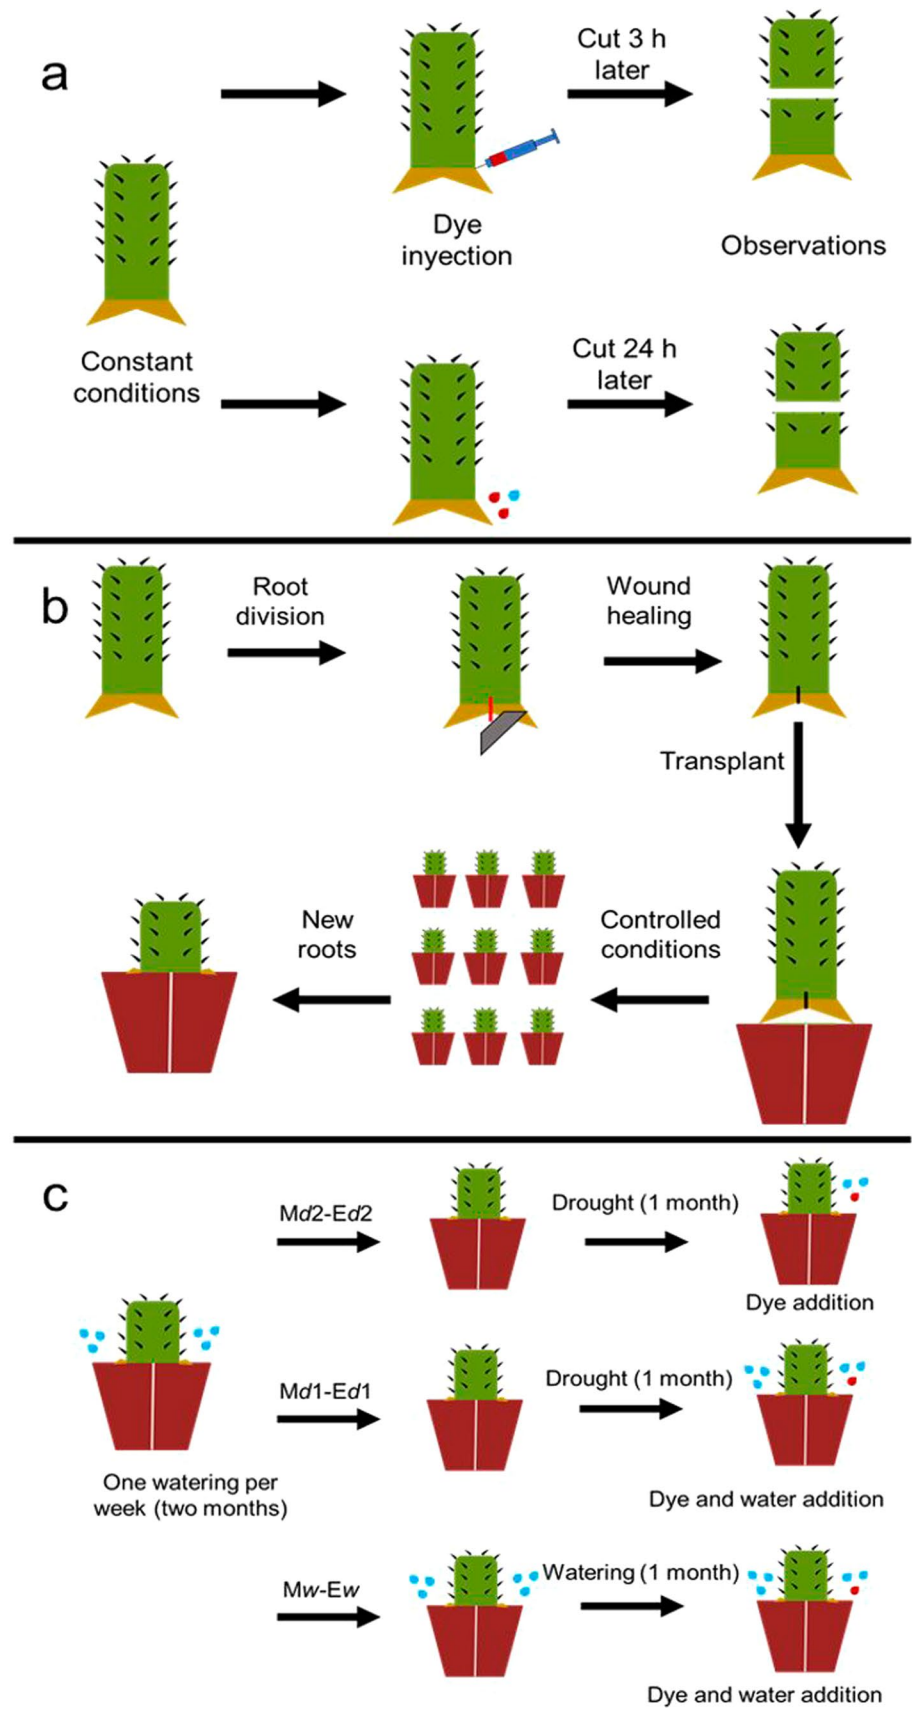 a
Cut 3 h
later
Dye
inyection
Observations
Constant
conditions
Cut 24 h
later
b
Root
division
Wound
healing
Transplant
New
roots
Controlled
conditions
c
Md2-Ed2
Drought (1 month)
Dye addition
One watering per
week (two months)
Md1-Ed1
Drought (1 month)
Dye and water addition
Mw-Ew
Watering (1 month)
Dye and water addition